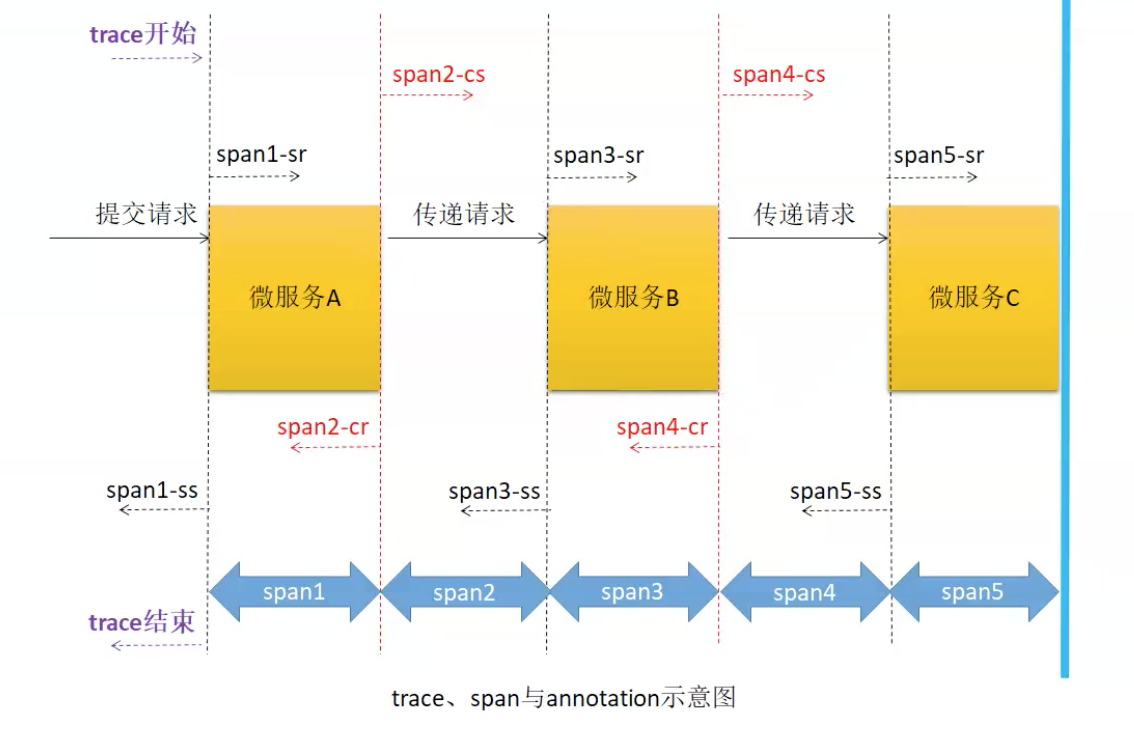 trace开始
span2-cs
span4-cs
span1-sr
span3-sr
span5-sr
提交请求
传递请求
传递请求
微服务A
微服务B
微服务C
span2-cr
span4-cr
span1-ss
span3-ss
span5-ss
span1
span2
span3
span4
span5
trace结束
trace、span与annotation示意图